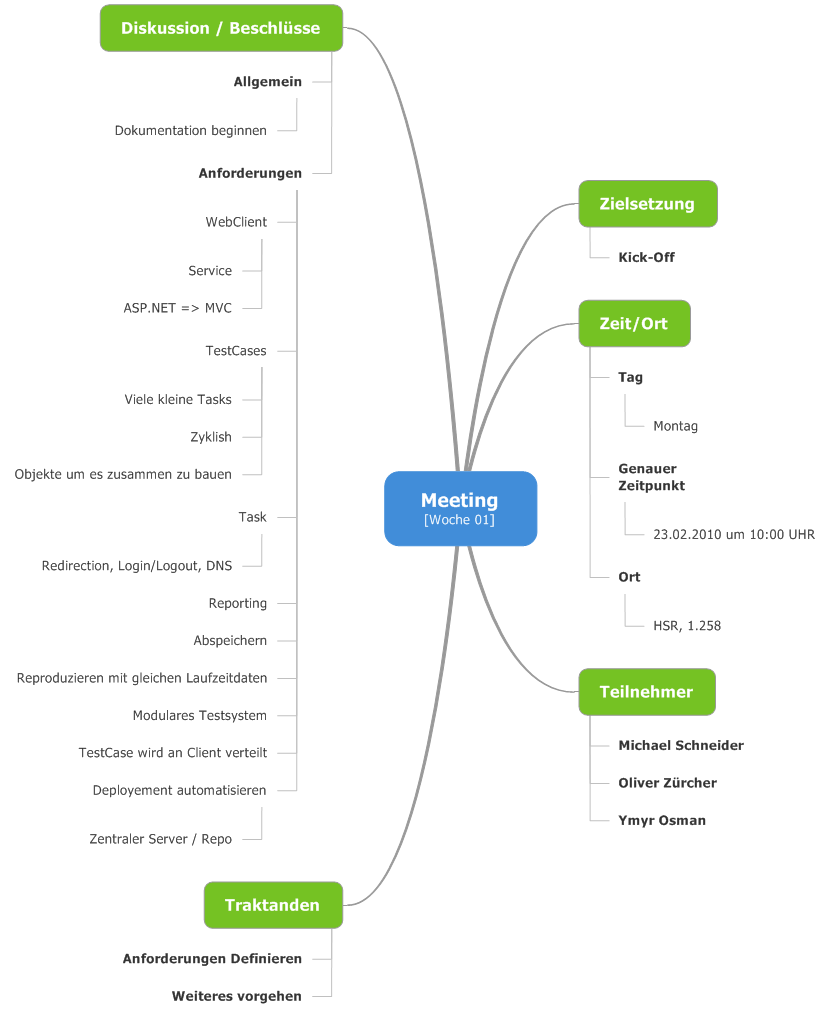 Meeting
[Woche 01]
Zielsetzung
Kick-Off
Zeit/Ort
Tag
Montag
Genauer
Zeitpunkt
23.02.2010 um 10:00 UHR
Ort
HSR, 1.258
Teilnehmer
Michael Schneider
Oliver Zürcher
Ymyr Osman
Diskussion / Beschlüsse
Allgemein
Dokumentation beginnen
Anforderungen
WebClient
Service
ASP.NET => MVC
TestCases
Viele kleine Tasks
Zyklish
Objekte um es zusammen zu bauen
Task
Redirection, Login/Logout, DNS
Reporting
Abspeichern
Reproduzieren mit gleichen Laufzeitdaten
Modulares Testsystem
TestCase wird an Client verteilt
Deployement automatisieren
Zentraler Server / Repo
Traktanden
Anforderungen Definieren
Weiteres vorgehen